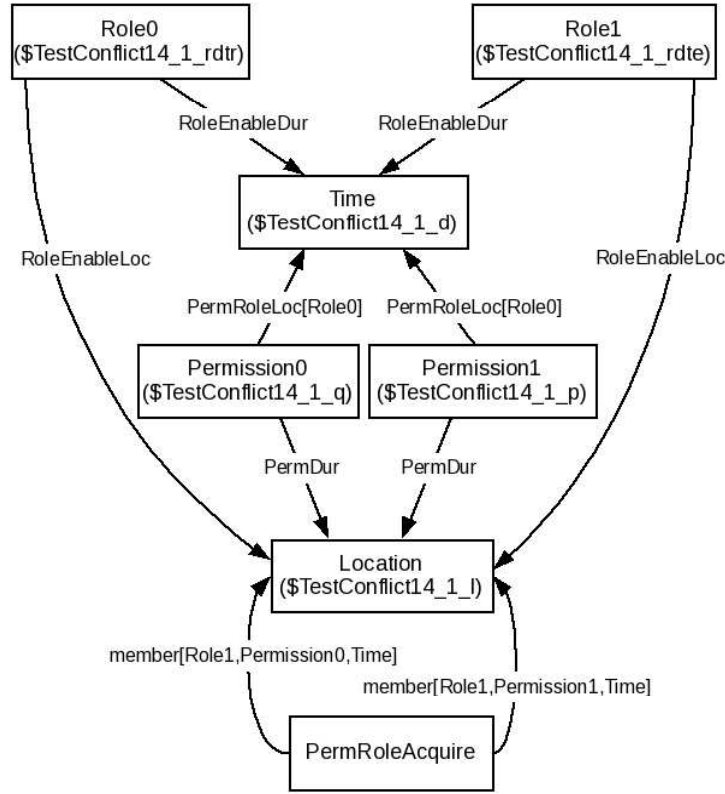 Role0
($TestConflict14_1_rdtr)
Role1
($TestConflict14_1_rdte)
RoleEnableDur
RoleEnableDur
Time
($TestConflict14_1_d)
RoleEnableLoc
RoleEnableLoc
PermRoleLoc[Role0]
PermRoleLoc[Role0]
Permission0
($TestConflict14_1_q)
Permission1
($TestConflict14_1_p)
PermDur
PermDur
Location
($TestConflict14_1_l)
member[Role1,Permission0,Time]
member[Role1,Permission1,Time]
PermRoleAcquire